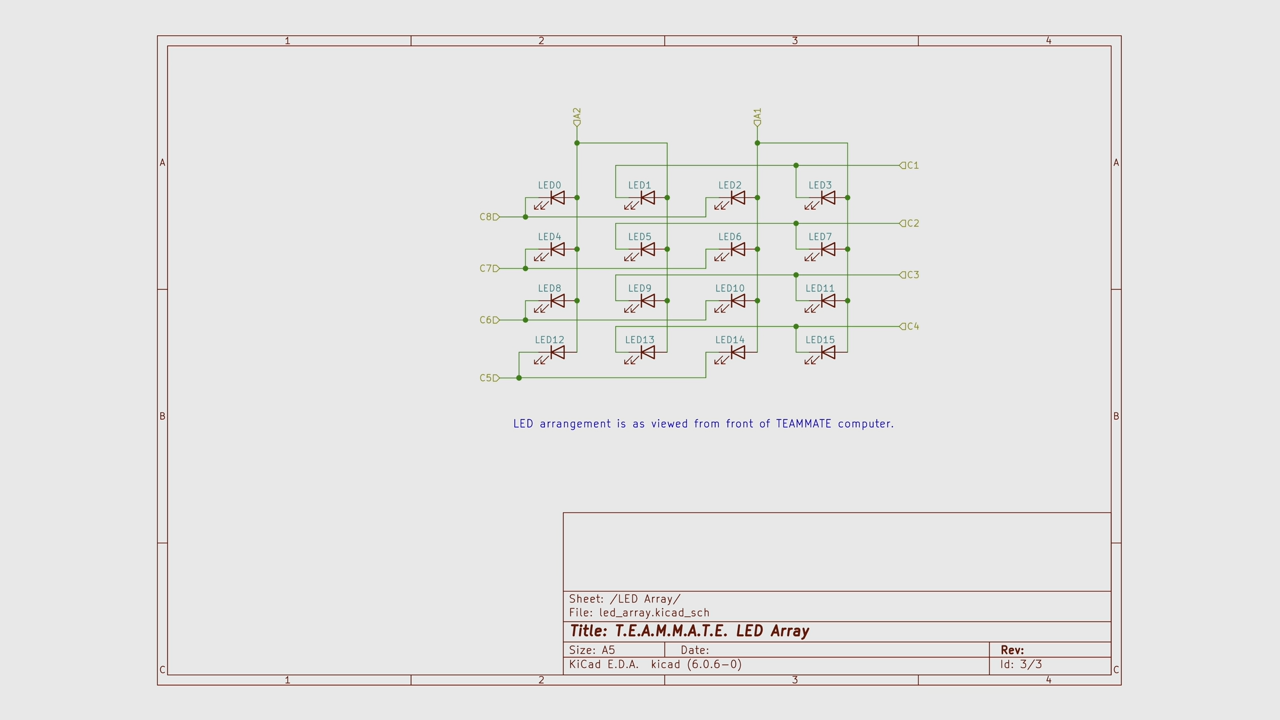 1 2 3 4
A2 A1
A A
C1
LED0 LED1 LED2 LED3
C8
C2
LED4 LED5 LED6 LED7
C7
C3
LED8 LED9 LED10 LED11
C6
C4
LED12 LED13 LED14 LED15
C5
B B
LED arrangement is as viewed from front of TEAMMATE computer.
Sheet: /LED Array/
File: led_array.kicad_sch
Title: T.E.A.M.M.A.T.E. LED Array
Size: A5 Date: Rev:
KiCad E.D.A. kicad (6.0.6-0) Id: 3/3
C C
1 2 3 4